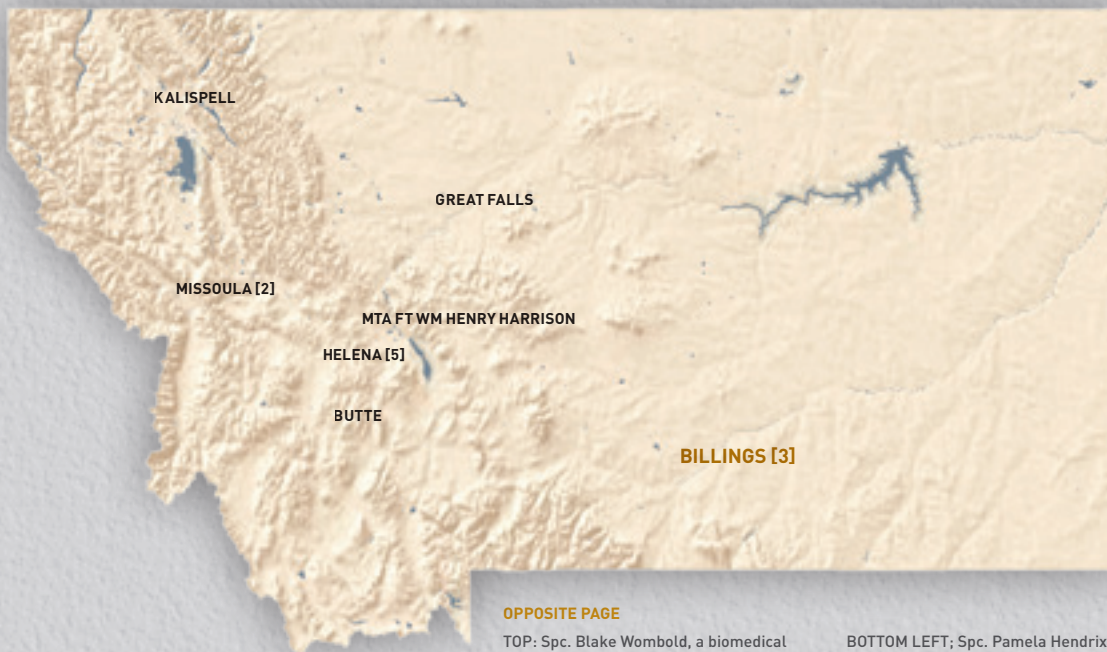 KALISPELL
GREAT FALLS
MISSOULA [2]
MTA FT WM HENRY HARRISON
HELENA [5]
BUTTE
BILLINGS [3]
OPPOSITE PAGE
TOP: Spc. Blake Wombold, a biomedical
BOTTOM LEFT; Spc. Pamela Hendrix